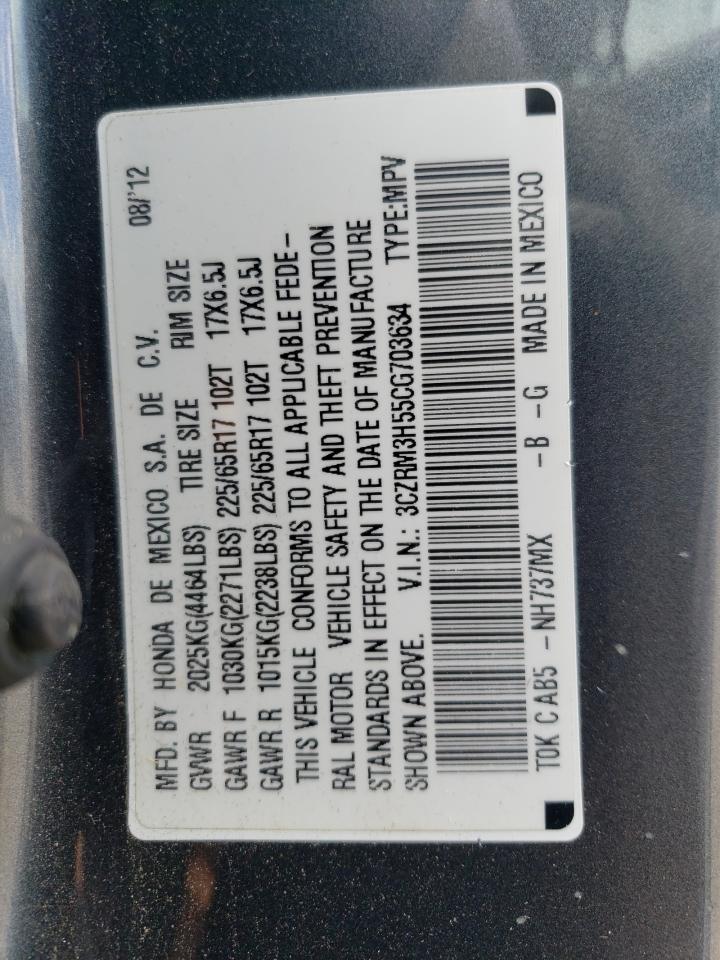 MFD. BY HONDA DE MEXICO S.A. DE C.V. 08/'12
GVWR 2025KG(4464LBS) TIRE SIZE RIM SIZE
GAWR F 1030KG(2271LBS) 225/65R17 102T 17X6.5J
GAWR R 1015KG(2238LBS) 225/65R17 102T 17X6.5J
THIS VEHICLE CONFORMS TO ALL APPLICABLE FEDE-
RAL MOTOR VEHICLE SAFETY AND THEFT PREVENTION
STANDARDS IN EFFECT ON THE DATE OF MANUFACTURE
SHOWN ABOVE. V.I.N.: 3CZRM3H55CG703634 TYPE:MPV
T0K C AB5 -NH737MX -B -G MADE IN MEXICO